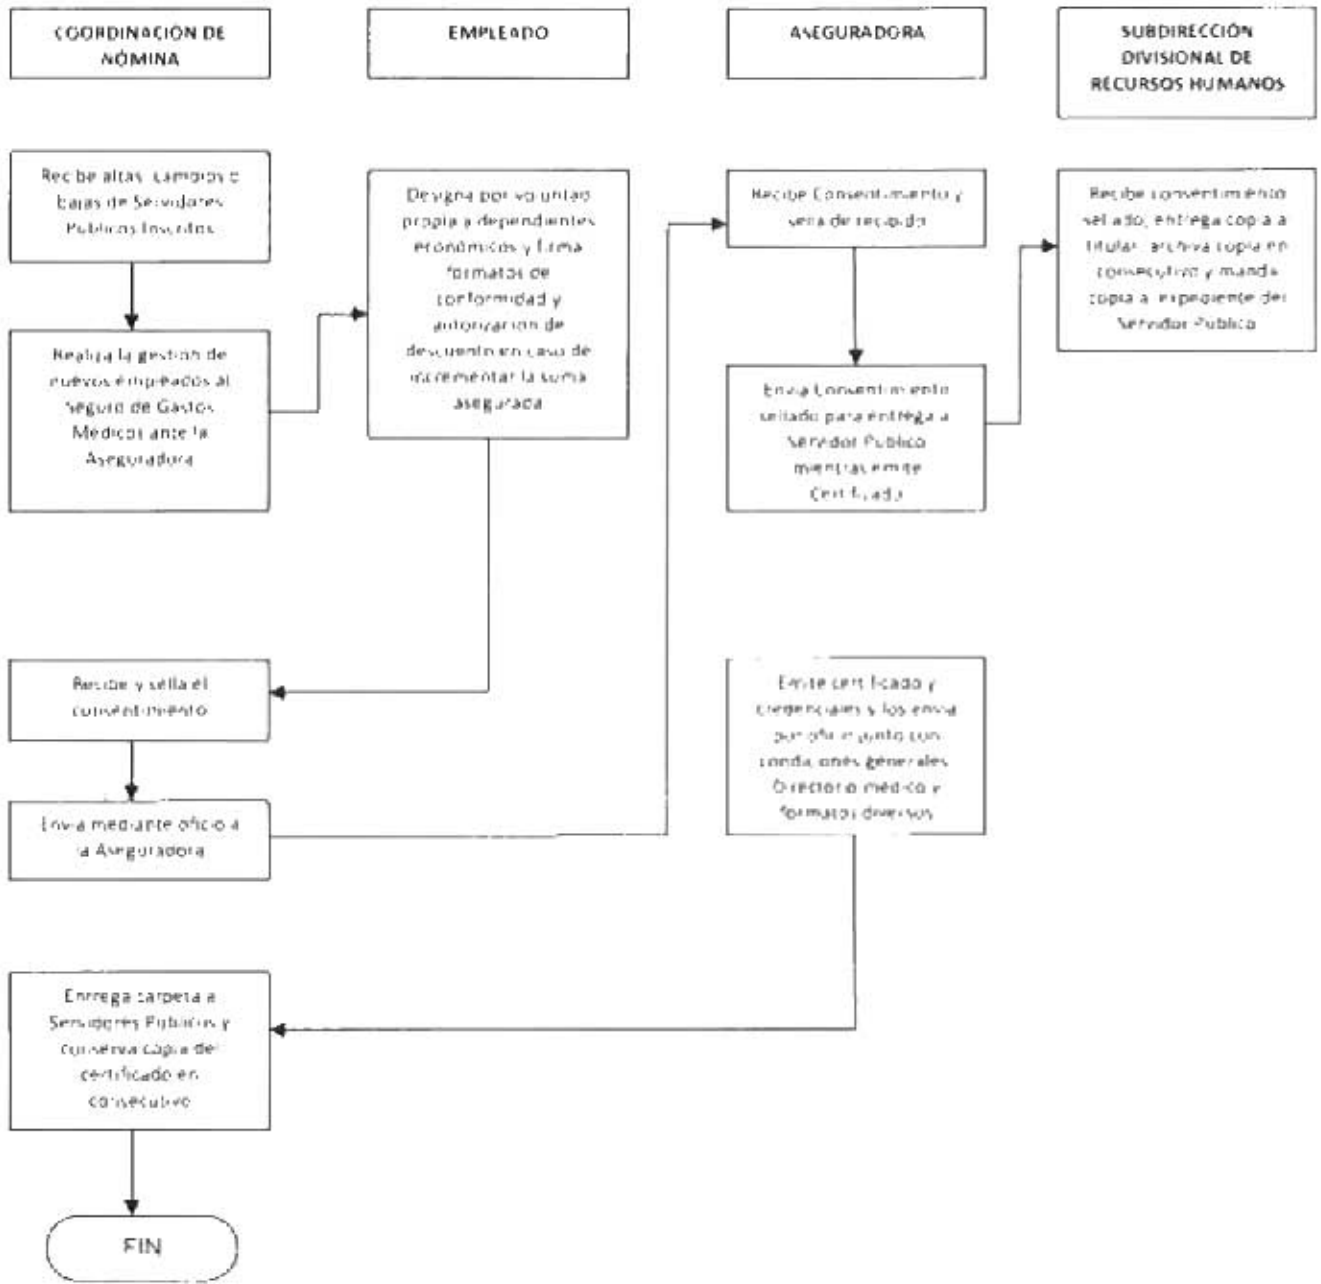 COORDINACIÓN DE
NÓMINA
EMPLEADO
ASEGURADORA
SUBDIRECCIÓN
DIVISIONAL DE
RECURSOS HUMANOS
Recibe altas, cambios o
bajas de Servidores
Públicos Inscritos
Realiza la gestión de
nuevos empleados al
Seguro de Gastos
Médicos ante la
Aseguradora
Designa por voluntad
propia a dependientes
económicos y firma
formatos de
conformidad y
autorización de
descuento en caso de
incrementar la suma
asegurada
Recibe Consentimiento y
sella de recibido
Envía Consentimiento
sellado para entrega a
Servidor Público
mientras emite
Certificado
Recibe consentimiento
sellado, entrega copia a
titular, archiva copia en
consecutivo y manda
copia a expediente del
Servidor Público
Recibe y sella el
consentimiento
Envía mediante oficio a
la Aseguradora
Emite certificado y
credenciales y los envía
por oficio junto con
condiciones generales
Directorio médico y
formatos diversos
Entrega carpeta a
Servidores Públicos y
conserva copia del
certificado en
consecutivo
FIN